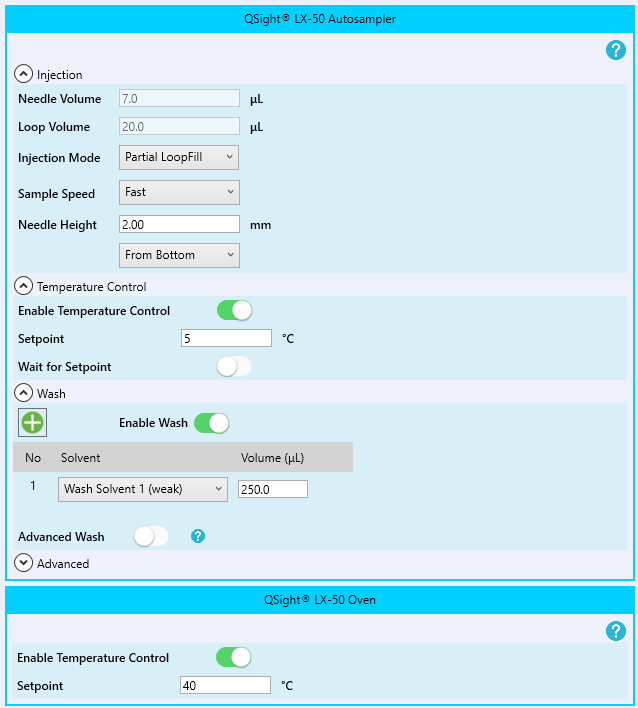 QSight® LX-50 Autosampler
?
Injection
Needle Volume 7.0 µL
Loop Volume 20.0 µL
Injection Mode Partial LoopFill
Sample Speed Fast
Needle Height 2.00 mm
From Bottom
Temperature Control
Enable Temperature Control
Setpoint 5 °C
Wait for Setpoint
Wash
Enable Wash
No Solvent Volume (µL)
1 Wash Solvent 1 (weak) 250.0
Advanced Wash ?
Advanced
QSight® LX-50 Oven
?
Enable Temperature Control
Setpoint 40 °C